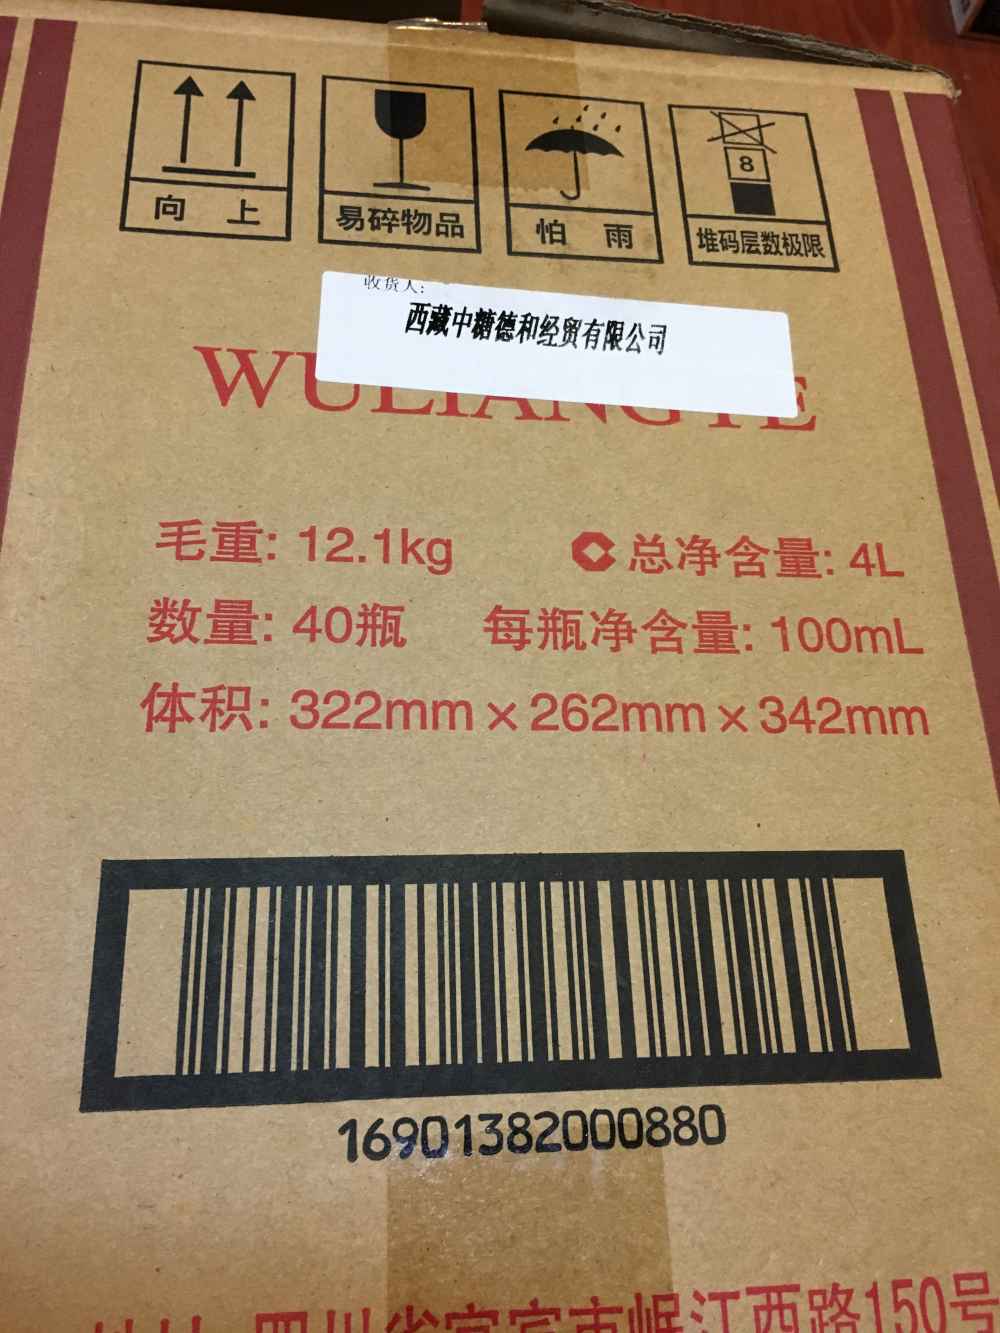 向 上
易碎物品
怕 雨
8
堆码层数极限
收货人:
西藏中糖德和经贸有限公司
WULIANGYE
毛重: 12.1kg
总净含量: 4L
数量: 40瓶
每瓶净含量: 100mL
体积: 322mm×262mm×342mm
16901382000880
地址: 四川省宜宾市岷江西路150号